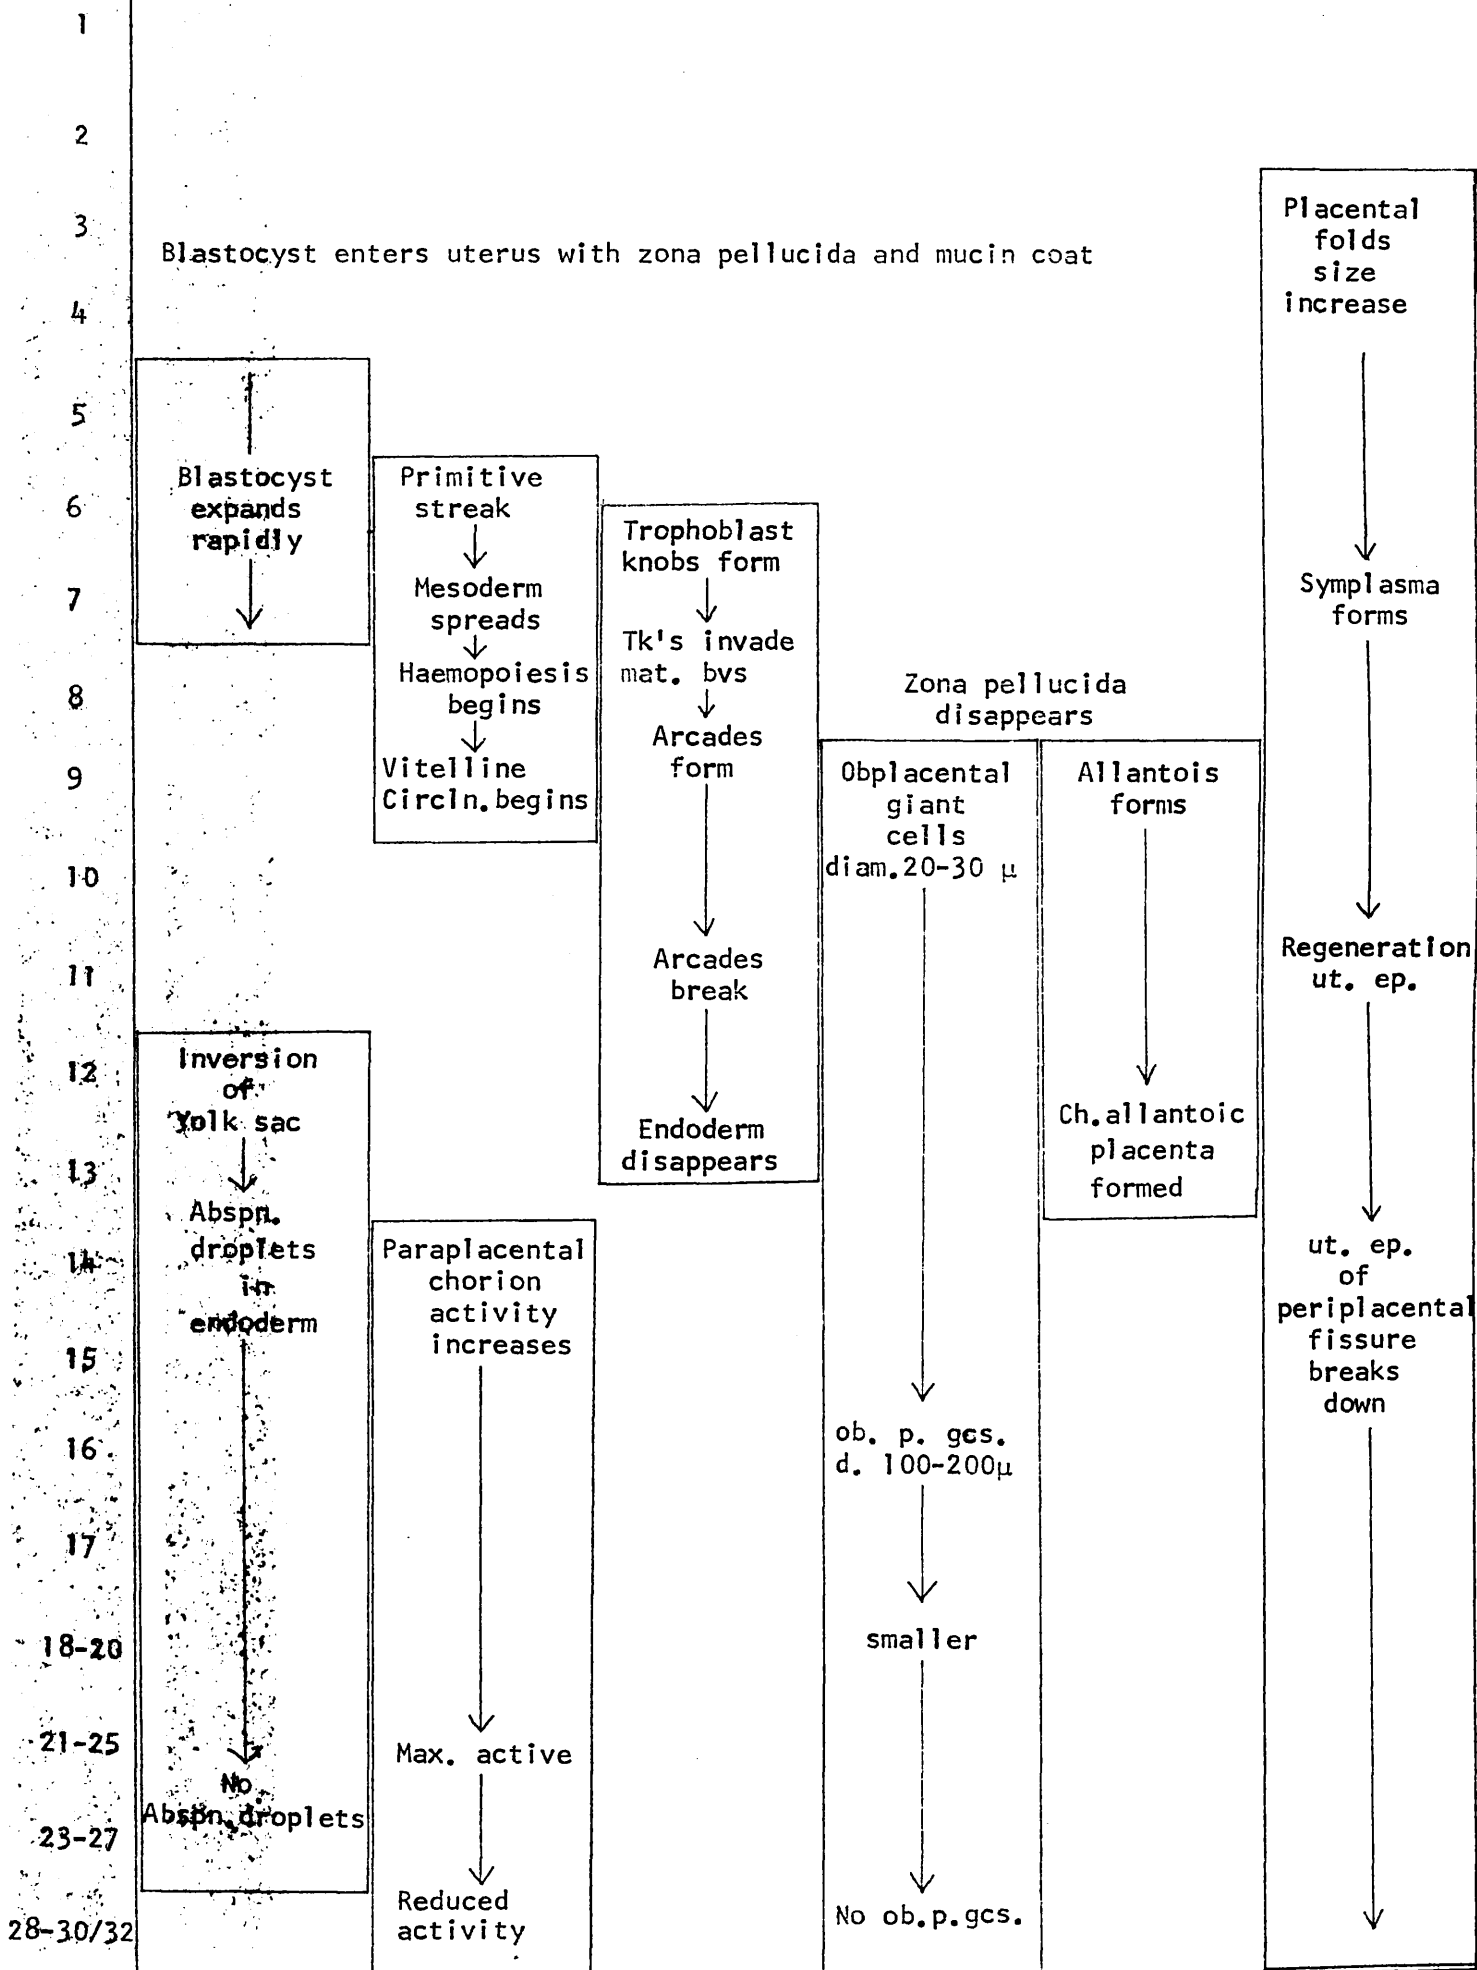 1
2
3
4
5
6
7
8
9
10
11
12
13
14
15
16
17
18-20
21-25
23-27
28-30/32
Blastocyst enters uterus with zona pellucida and mucin coat
Blastocyst
expands
rapidly
Inversion
of
Yolk sac
Abspn.
droplets
in
endoderm
No
Abspn.droplets
Primitive
streak
Mesoderm
spreads
Haemopoiesis
begins
Vitelline
Circln.begins
Paraplacental
chorion
activity
increases
Max. active
Reduced
activity
Trophoblast
knobs form
Tk's invade
mat. bvs
Arcades
form
Arcades
break
Endoderm
disappears
Zona pellucida
disappears
Obplacental
giant
cells
diam.20-30 μ
ob. p. gcs.
d. 100-200μ
smaller
No ob.p.gcs.
Allantois
forms
Ch.allantoic
placenta
formed
Placental
folds
size
increase
Symplasma
forms
Regeneration
ut. ep.
ut. ep.
of
periplacental
fissure
breaks
down